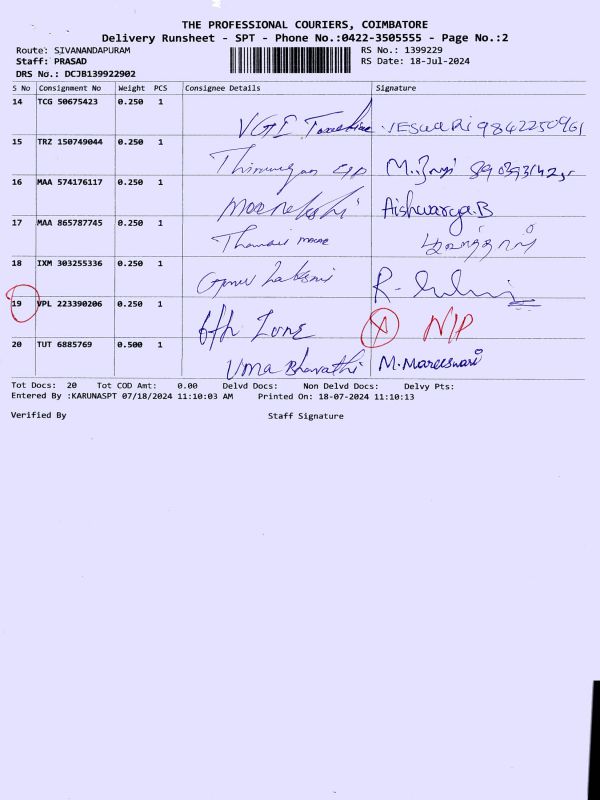 THE PROFESSIONAL COURIERS, COIMBATORE
Delivery Runsheet - SPT - Phone No.:0422-3505555 - Page No.:2
Route: SIVANANDAPURAM
Staff: PRASAD
DRS No.: DCJB139922902
RS No.: 1399229
RS Date: 18-Jul-2024
S No Consignment No Weight PCS Consignee Details Signature
14 TCG 50675423 0.250 1
VGE 9842250961
15 TRZ 150749044 0.250 1
16 MAA 574176117 0.250 1
Aishwarya.B
17 MAA 865787745 0.250 1
18 IXM 303255336 0.250 1
19 VPL 223390206 0.250 1
6th Zone N/P
20 TUT 6885769 0.500 1
Uma Bharathi M.Mareeswari
Tot Docs: 20 Tot COD Amt: 0.00 Delvd Docs: Non Delvd Docs: Delvy Pts:
Entered By :KARUNASPT 07/18/2024 11:10:03 AM Printed On: 18-07-2024 11:10:13
Verified By Staff Signature